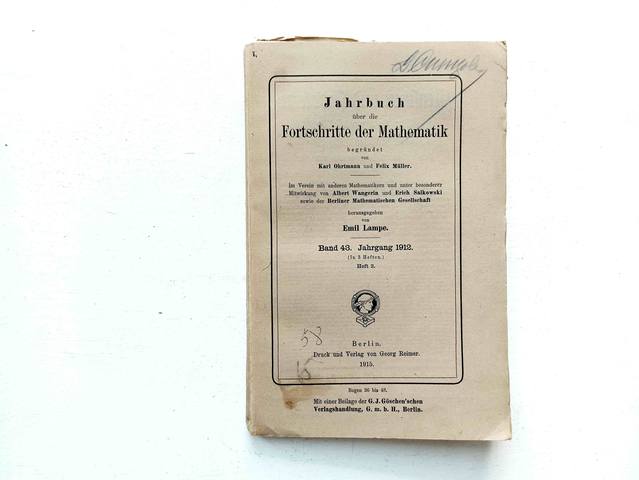 1,
Jahrbuch
über die
Fortschritte der Mathematik
begründet
von
Karl Ohrtmann und Felix Müller.
Im Verein mit anderen Mathematikern und unter besonderer
Mitwirkung von Albert Wangerin und Erich Salkowski
sowie der Berliner Mathematischen Gesellschaft
herausgegeben
von
Emil Lampe.
Band 43. Jahrgang 1912.
(In 3 Heften.)
Heft 2.
58
Berlin.
Druck und Verlag von Georg Reimer.
1915.
15
Bogen 26 bis 48.
Mit einer Beilage der G. J. Göschen'schen
Verlagshandlung, G. m. b. H., Berlin.